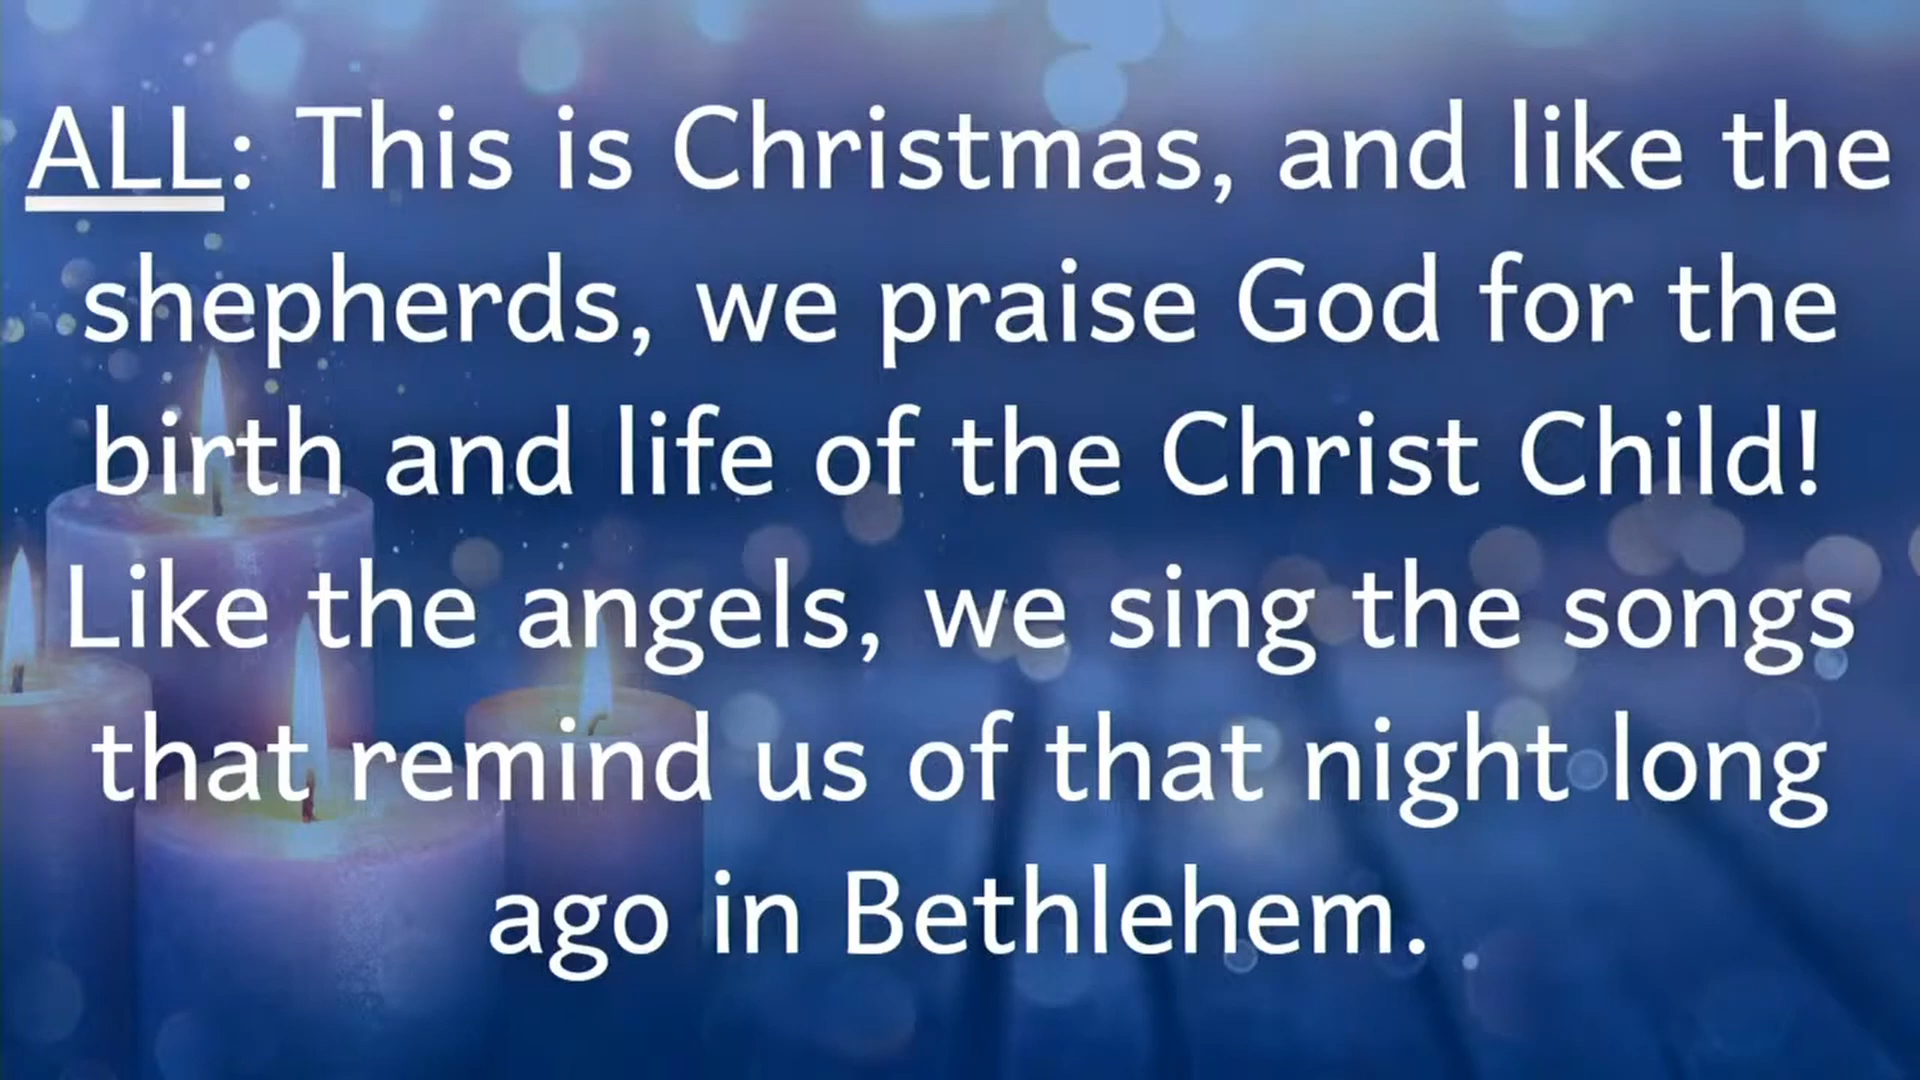 ALL: This is Christmas, and like the
shepherds, we praise God for the
birth and life of the Christ Child!
Like the angels, we sing the songs
that remind us of that night long
ago in Bethlehem.